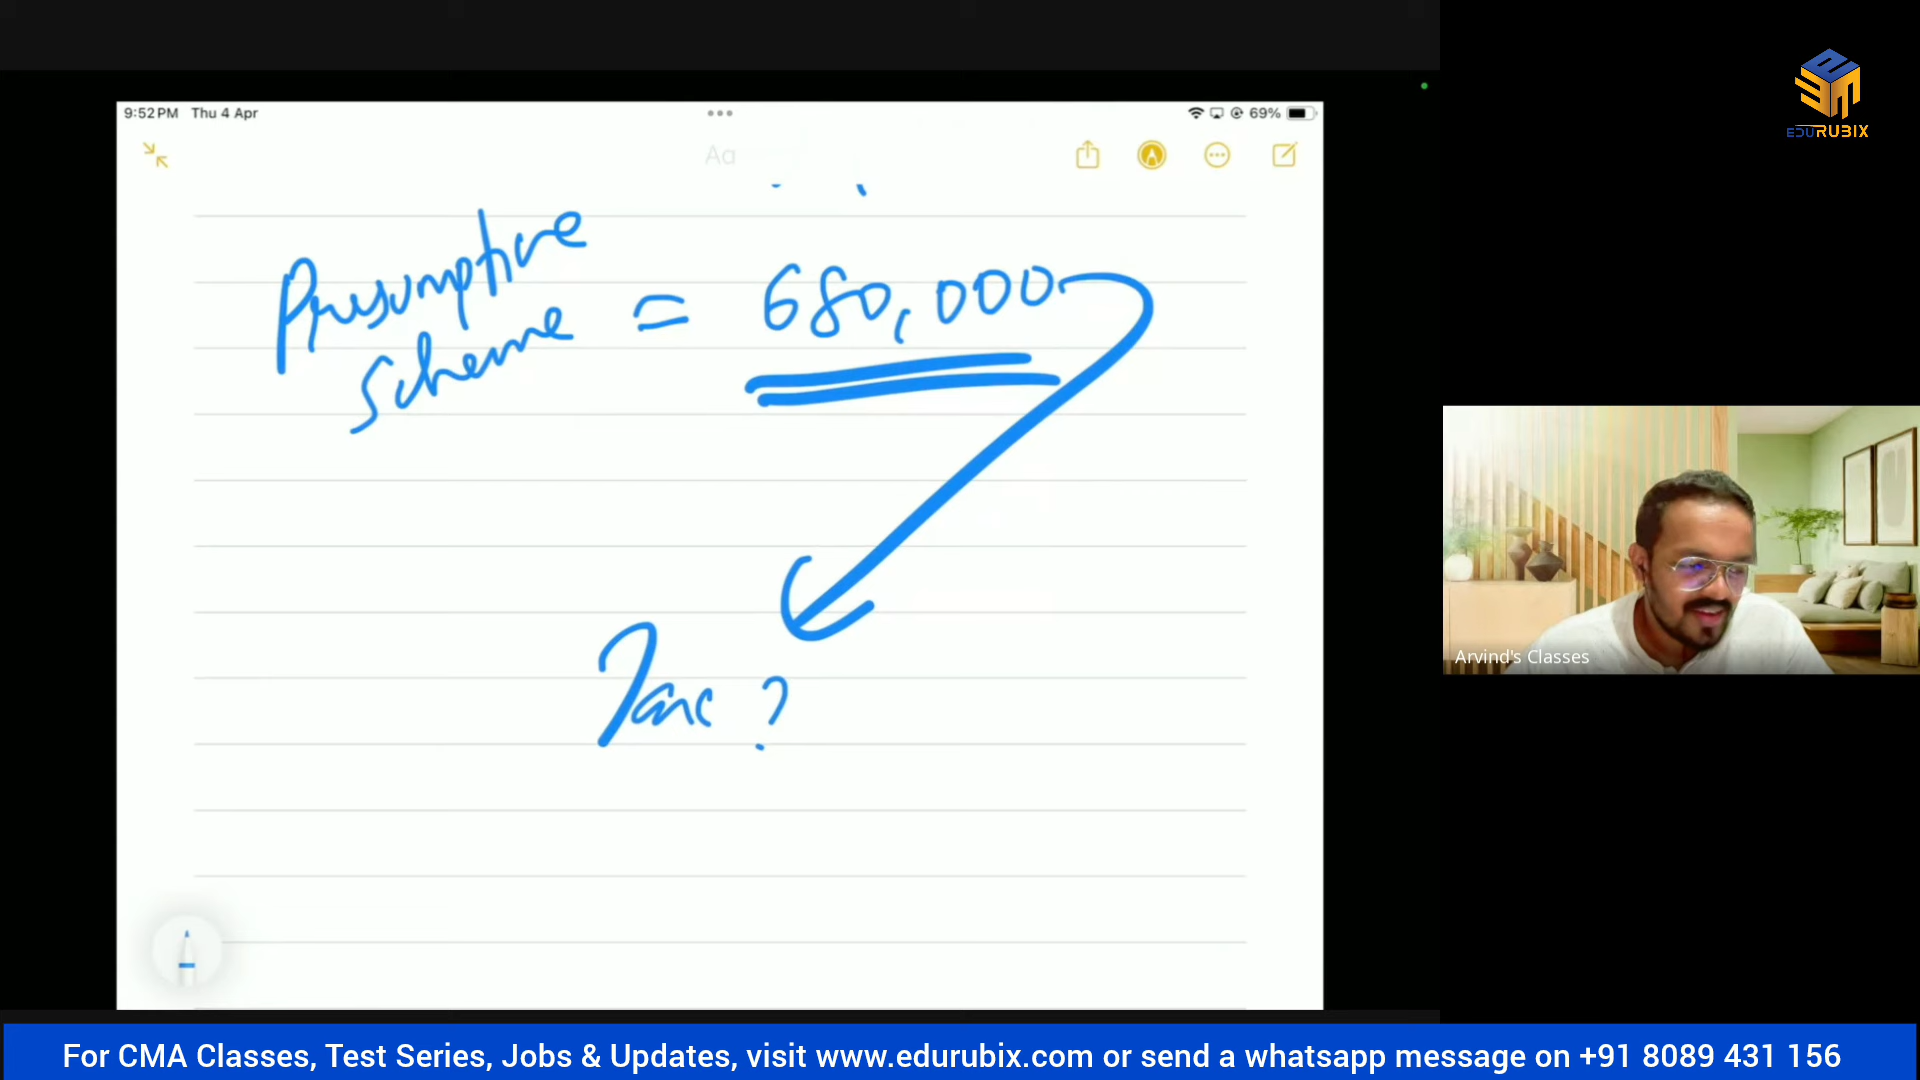 9:52 PM Thu 4 Apr
69%
Aa
EDURUBIX
Presumptive
Scheme = 680,000
Tax ?
Arvind's Classes
For CMA Classes, Test Series, Jobs & Updates, visit www.edurubix.com or send a whatsapp message on +91 8089 431 156